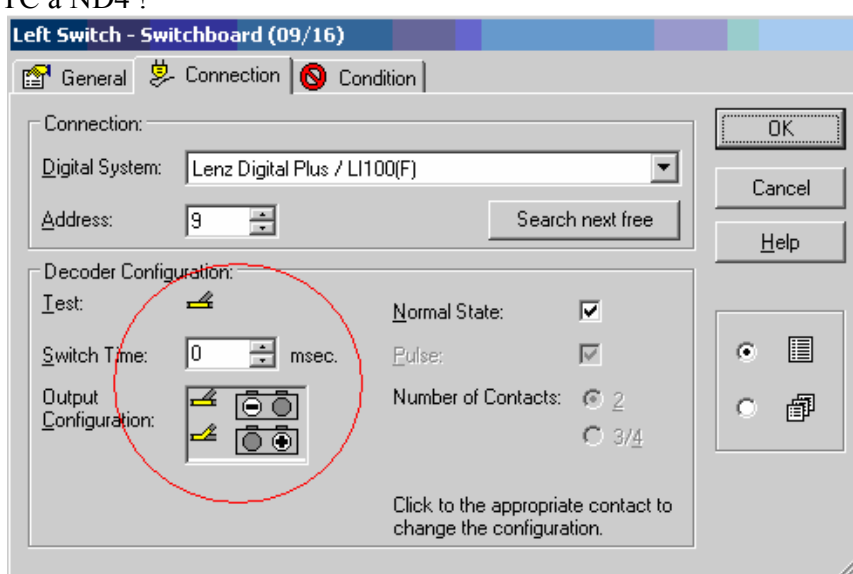 TC à ND4 ?
Left Switch - Switchboard (09/16)
General Connection Condition
Connection:
Digital System: Lenz Digital Plus / LI100(F)
Address: 9 Search next free
OK
Cancel
Help
Decoder Configuration:
Test:
Switch Time: 0 msec.
Output Configuration:
Normal State:
Pulse:
Number of Contacts: 2
3/4
Click to the appropriate contact to
change the configuration.